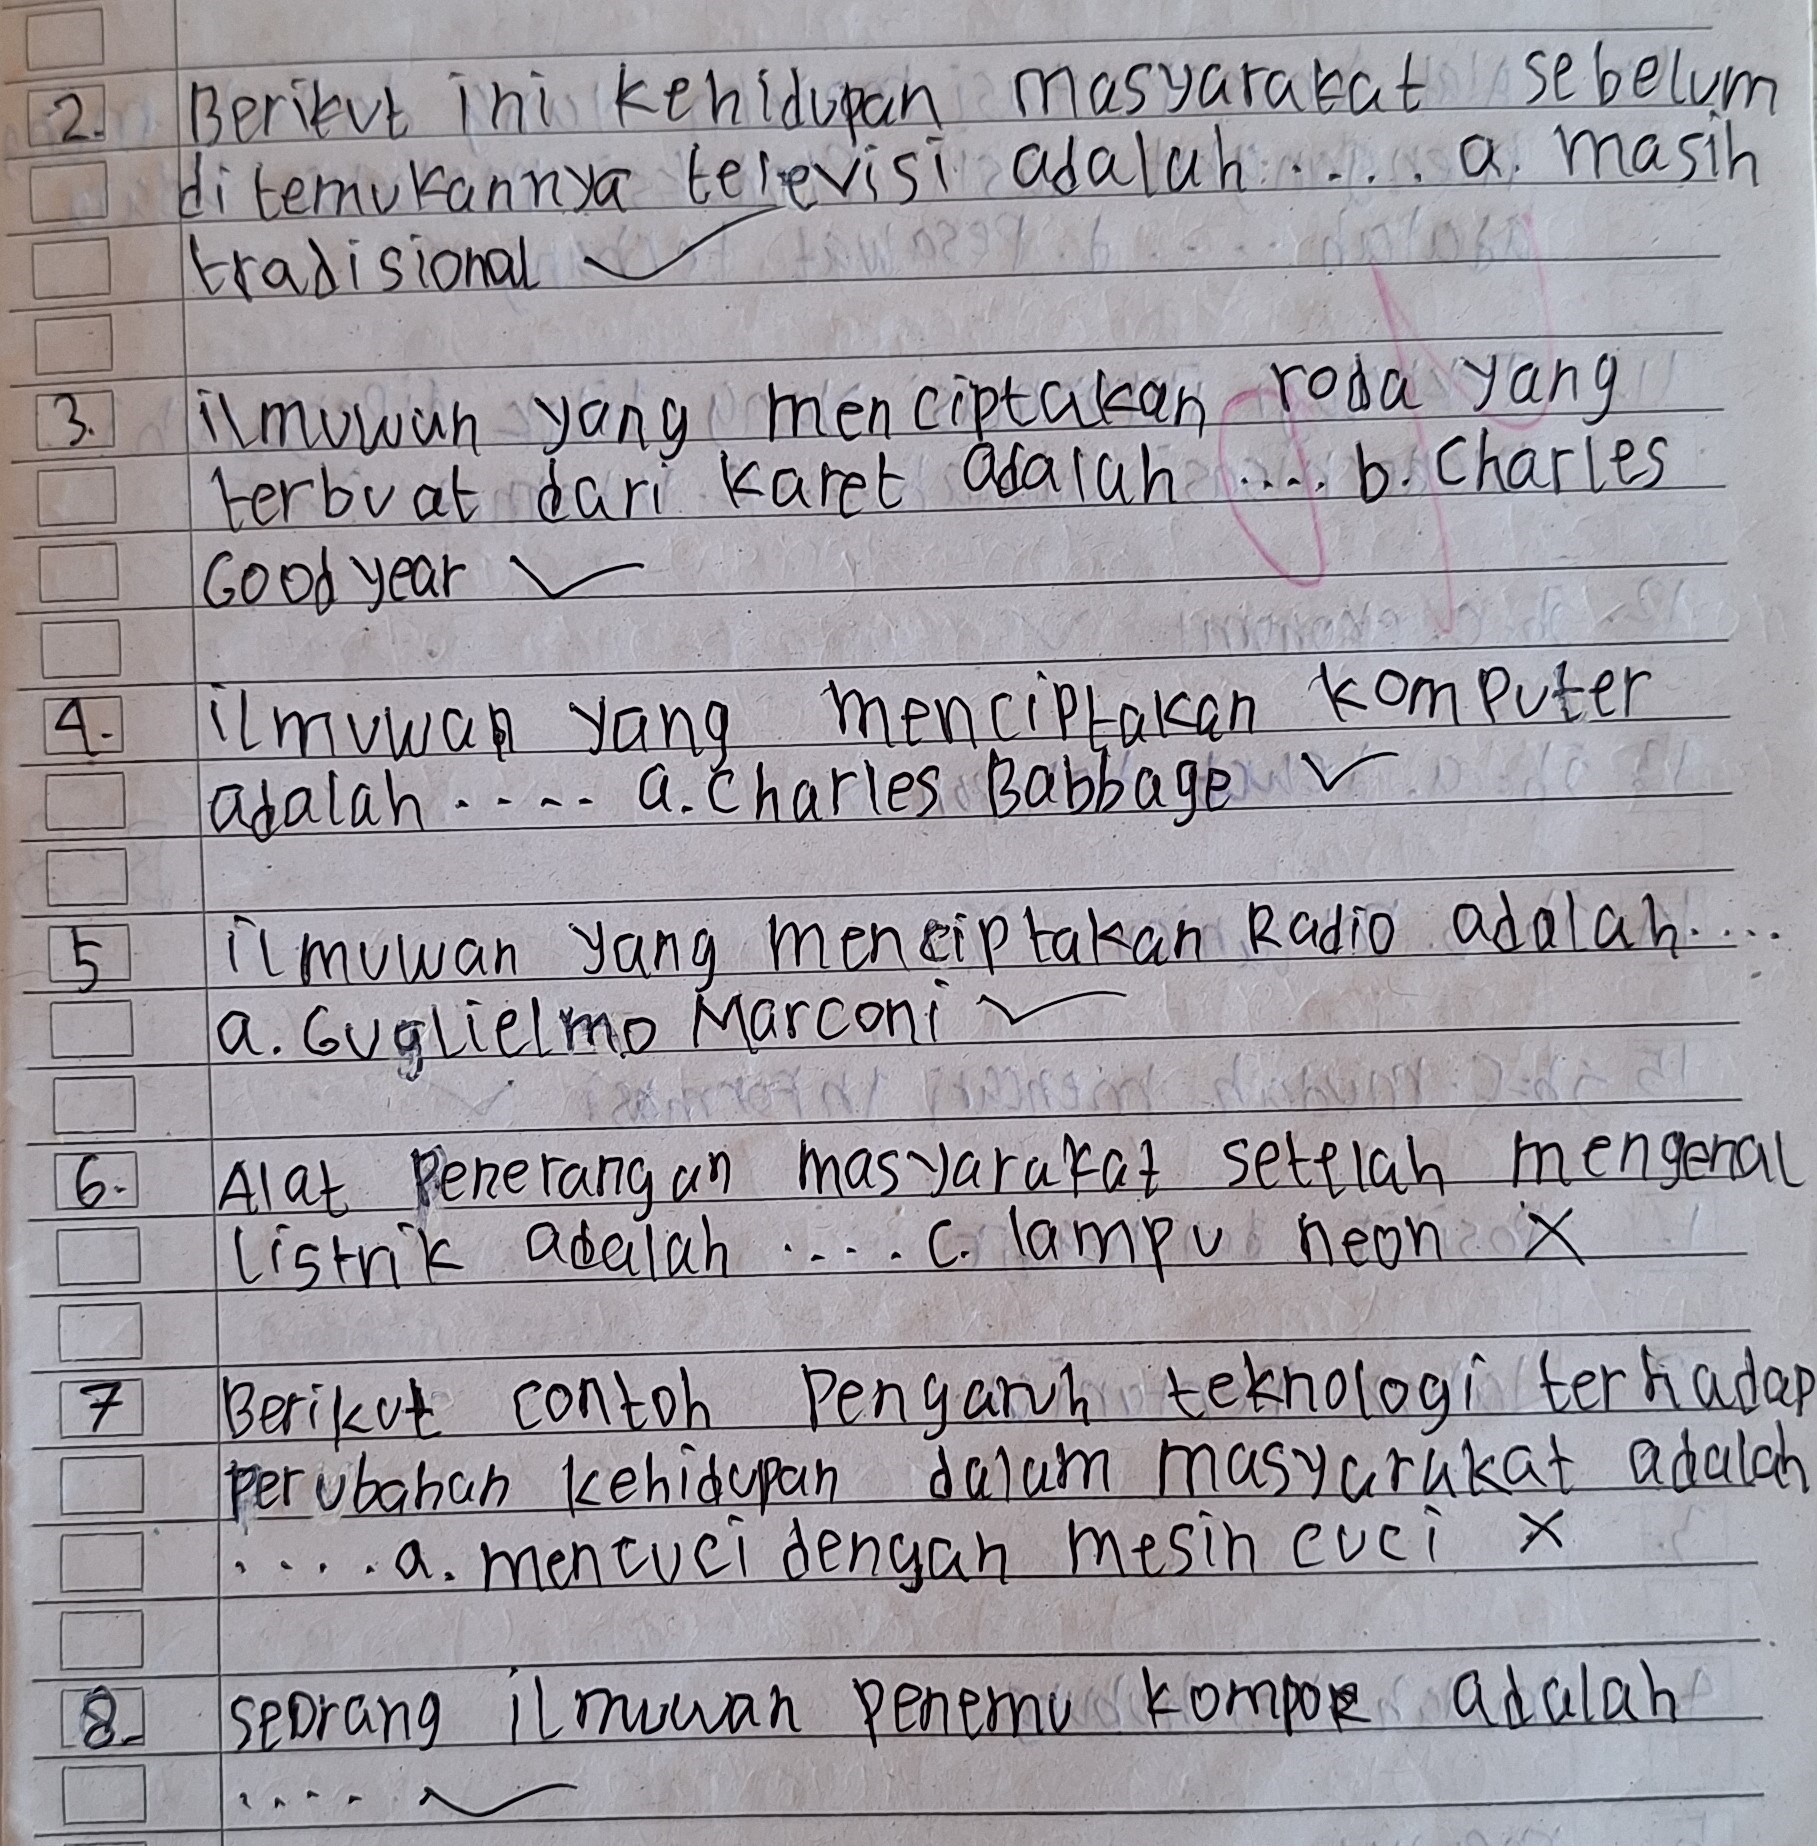 2. Berikut ini kehidupan masyarakat sebelum
ditemukannya televisi adalah .... a. masih
tradisional ✓
3. ilmuwan yang menciptakan roda yang
terbuat dari karet adalah .... b. Charles
Goodyear ✓
4. ilmuwan yang menciptakan komputer
adalah .... a. Charles Babbage ✓
5 ilmuwan yang menciptakan Radio adalah....
a. Guglielmo Marconi ✓
6. Alat Penerangan masyarakat setelah mengenal
listrik adalah .... c. lampu neon X
7 Berikut contoh Pengaruh teknologi terhadap
perubahan kehidupan dalam masyarakat adalah
.... a. mencuci dengan mesin cuci X
8. seorang ilmuwan penemu kompor adalah
.... ✓